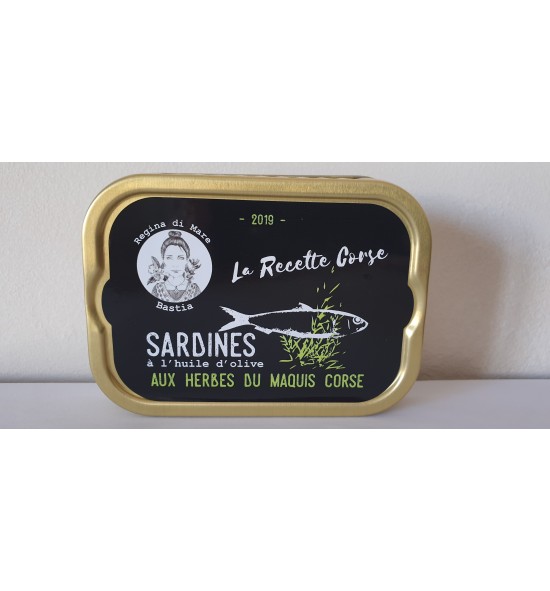 - 2019 -
Regina di Mare
Bastia
La Recette Corse
SARDINES
à l'huile d'olive
AUX HERBES DU MAQUIS CORSE